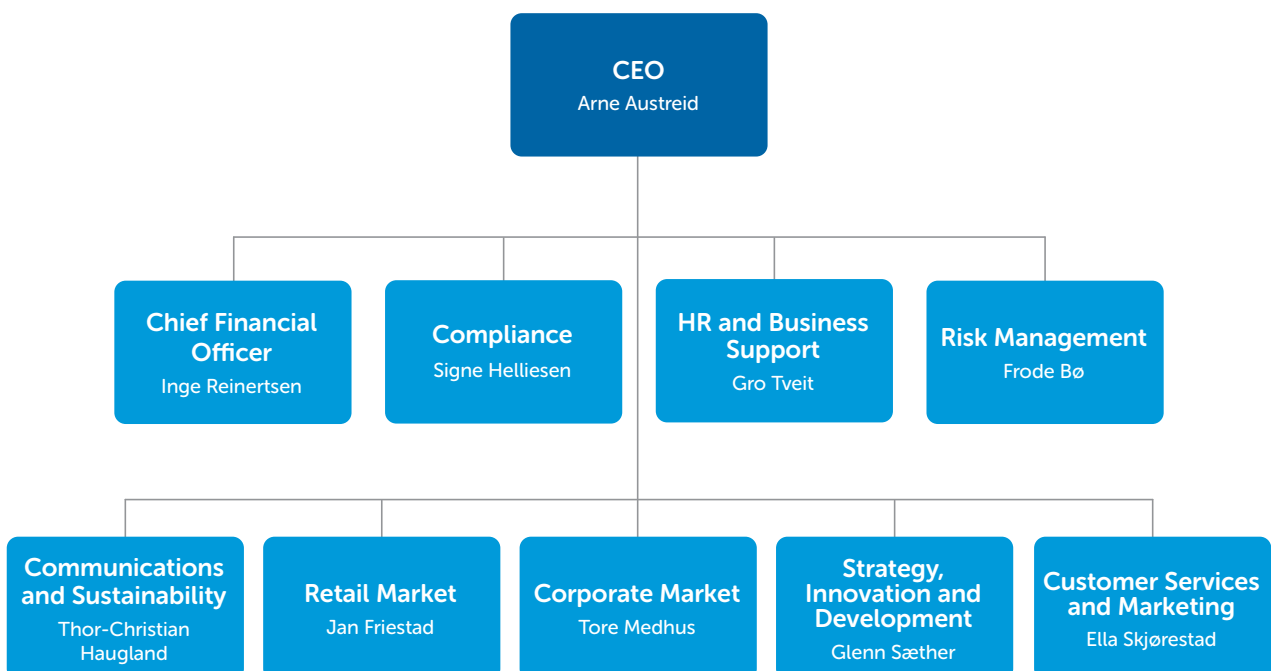 CEO
Arne Austreid
Chief Financial
Officer
Inge Reinertsen
Compliance
Signe Helliesen
HR and Business
Support
Gro Tveit
Risk Management
Frode Bø
Communications
and Sustainability
Thor-Christian
Haugland
Retail Market
Jan Friestad
Corporate Market
Tore Medhus
Strategy,
Innovation and
Development
Glenn Sæther
Customer Services
and Marketing
Ella Skjørestad